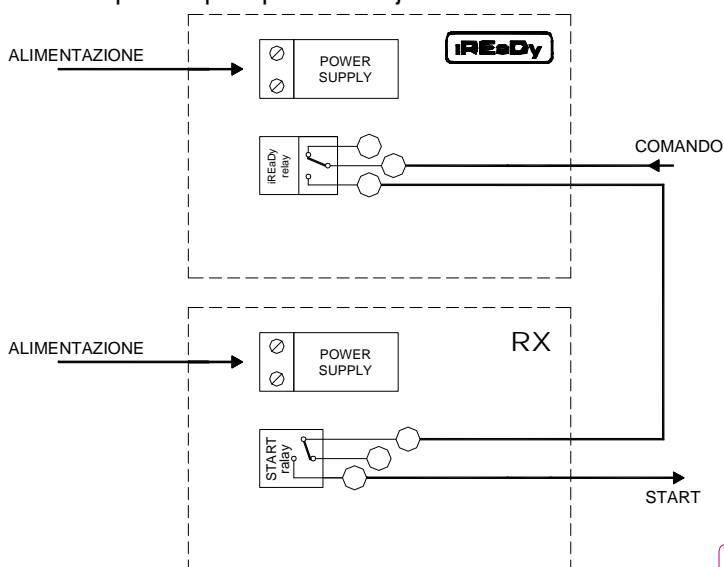 ALIMENTAZIONE
POWER
SUPPLY
iREaDy
iREaDy
relay
COMANDO
ALIMENTAZIONE
POWER
SUPPLY
RX
START
ralay
START